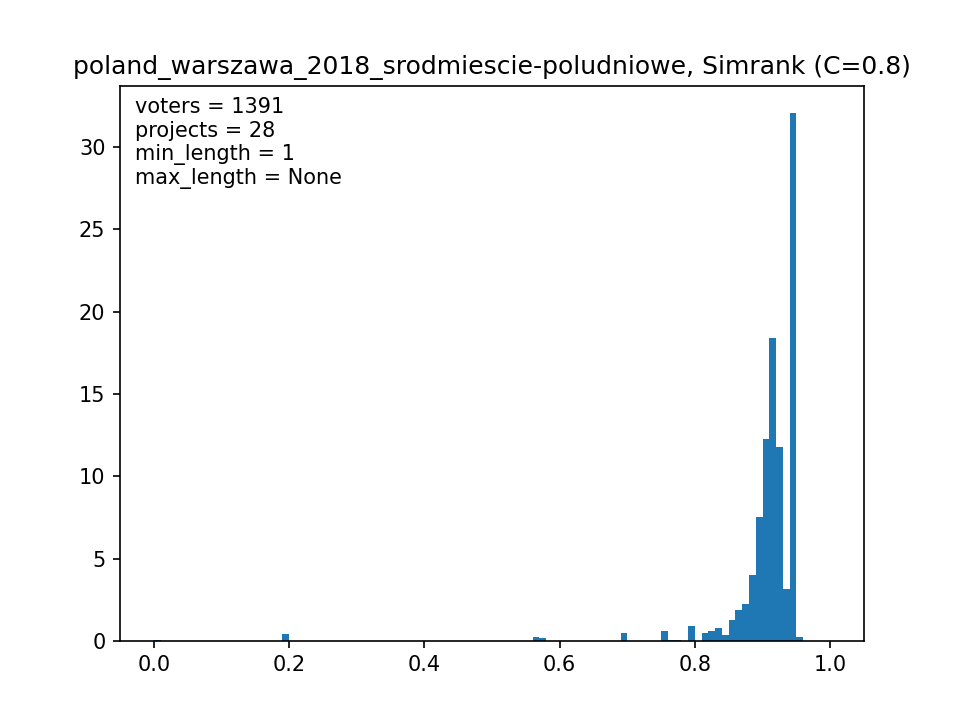 poland_warszawa_2018_srodmiescie-poludniowe, Simrank (C=0.8)
voters = 1391
projects = 28
min_length = 1
max_length = None
30
25
20
15
10
5
0
0.0 0.2 0.4 0.6 0.8 1.0